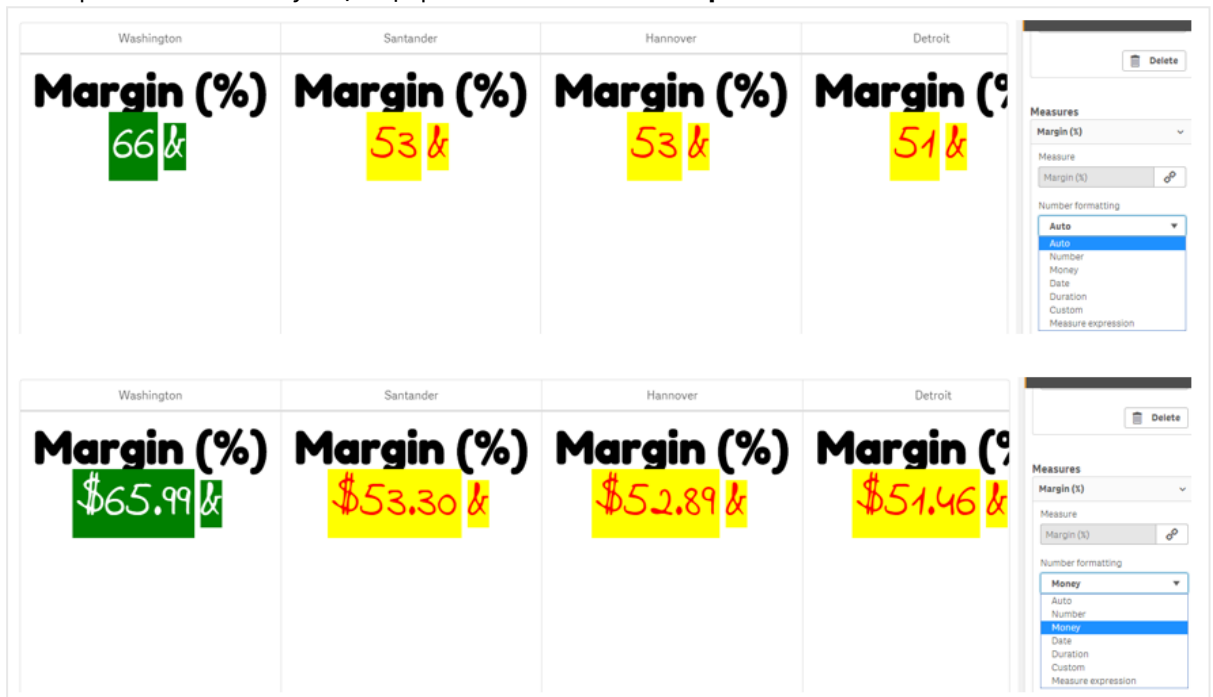 Washington Santander Hannover Detroit
Delete
Margin (%) Margin (%) Margin (%) Margin (%
66 & 53 & 53 & 51 &
Measures
Margin (%)
Measure
Margin (%)
Number formatting
Auto
Auto
Number
Money
Date
Duration
Custom
Measure expression
Washington Santander Hannover Detroit
Delete
Margin (%) Margin (%) Margin (%) Margin (%
$65.99 & $53.30 & $52.89 & $51.46 &
Measures
Margin (%)
Measure
Margin (%)
Number formatting
Money
Auto
Number
Money
Date
Duration
Custom
Measure expression